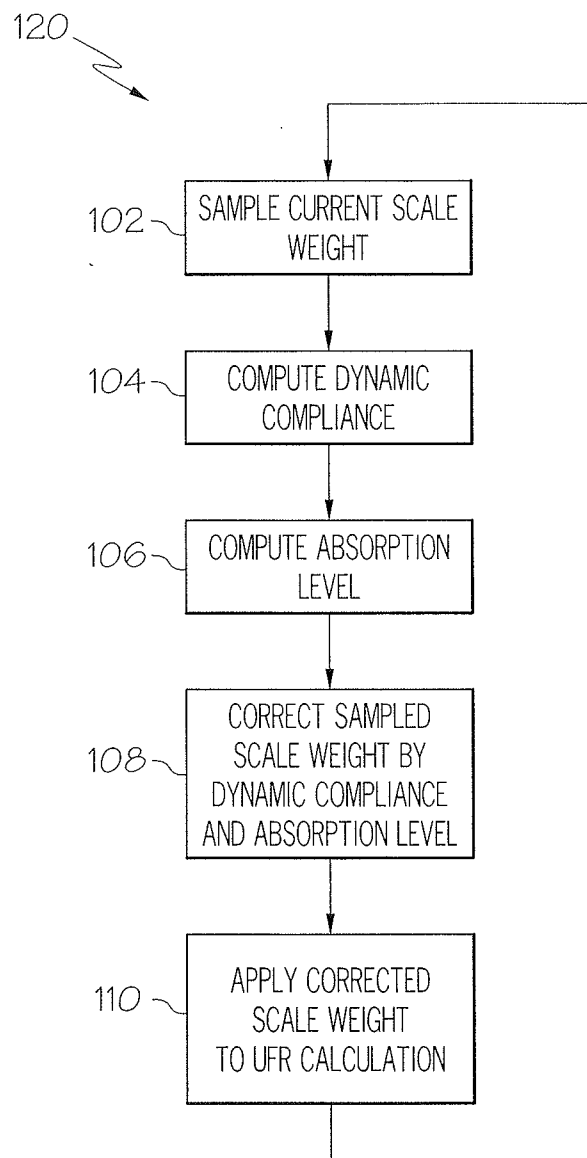 120
102
SAMPLE CURRENT SCALE
WEIGHT
104
COMPUTE DYNAMIC
COMPLIANCE
106
COMPUTE ABSORPTION
LEVEL
108
CORRECT SAMPLED
SCALE WEIGHT BY
DYNAMIC COMPLIANCE
AND ABSORPTION LEVEL
110
APPLY CORRECTED
SCALE WEIGHT
TO UFR CALCULATION